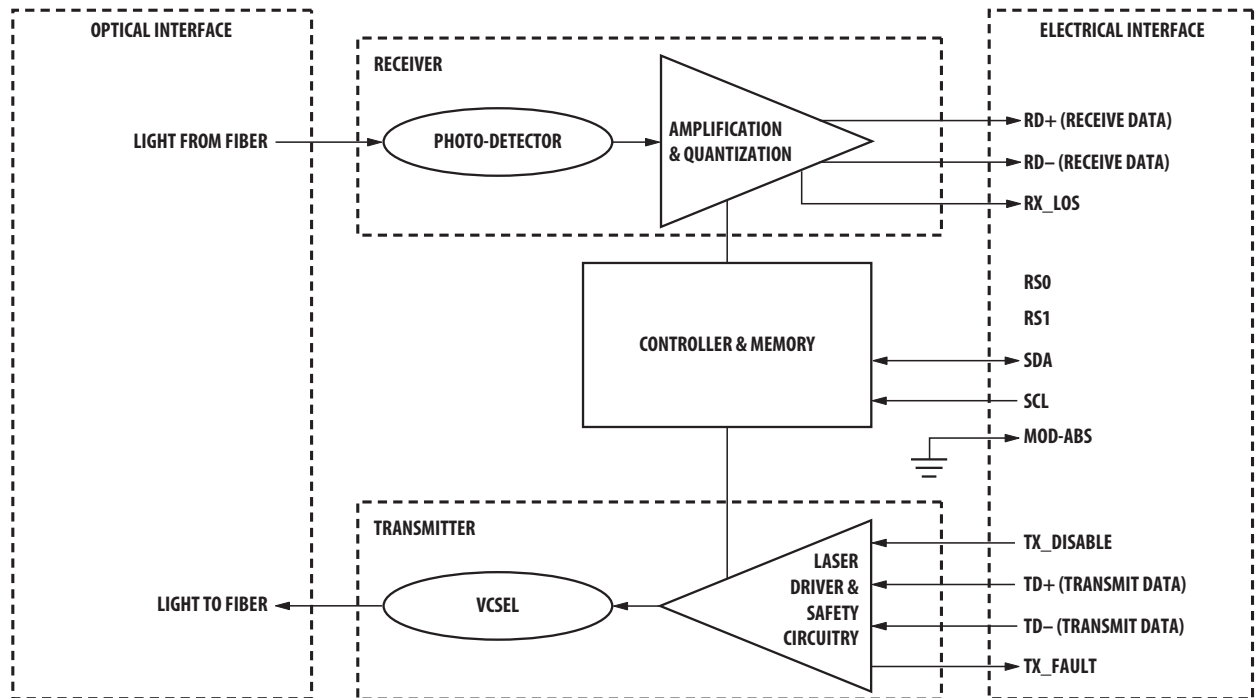 OPTICAL INTERFACE
ELECTRICAL INTERFACE
RECEIVER
LIGHT FROM FIBER
PHOTO-DETECTOR
AMPLIFICATION
& QUANTIZATION
RD+ (RECEIVE DATA)
RD– (RECEIVE DATA)
RX_LOS
RS0
RS1
CONTROLLER & MEMORY
SDA
SCL
MOD-ABS
TRANSMITTER
LIGHT TO FIBER
VCSEL
LASER
DRIVER &
SAFETY
CIRCUITRY
TX_DISABLE
TD+ (TRANSMIT DATA)
TD– (TRANSMIT DATA)
TX_FAULT